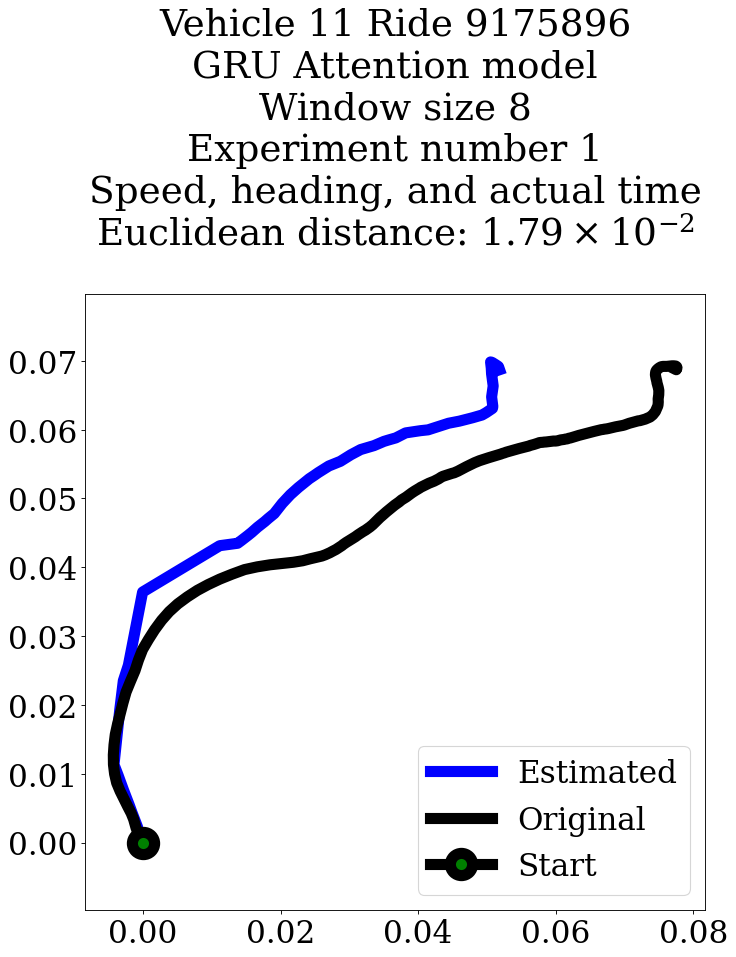 Vehicle 11 Ride 9175896
GRU Attention model
Window size 8
Experiment number 1
Speed, heading, and actual time
Euclidean distance: 1.79 × 10⁻²
0.07
0.06
0.05
0.04
0.03
0.02
0.01
0.00
Estimated
Original
Start
0.00 0.02 0.04 0.06 0.08